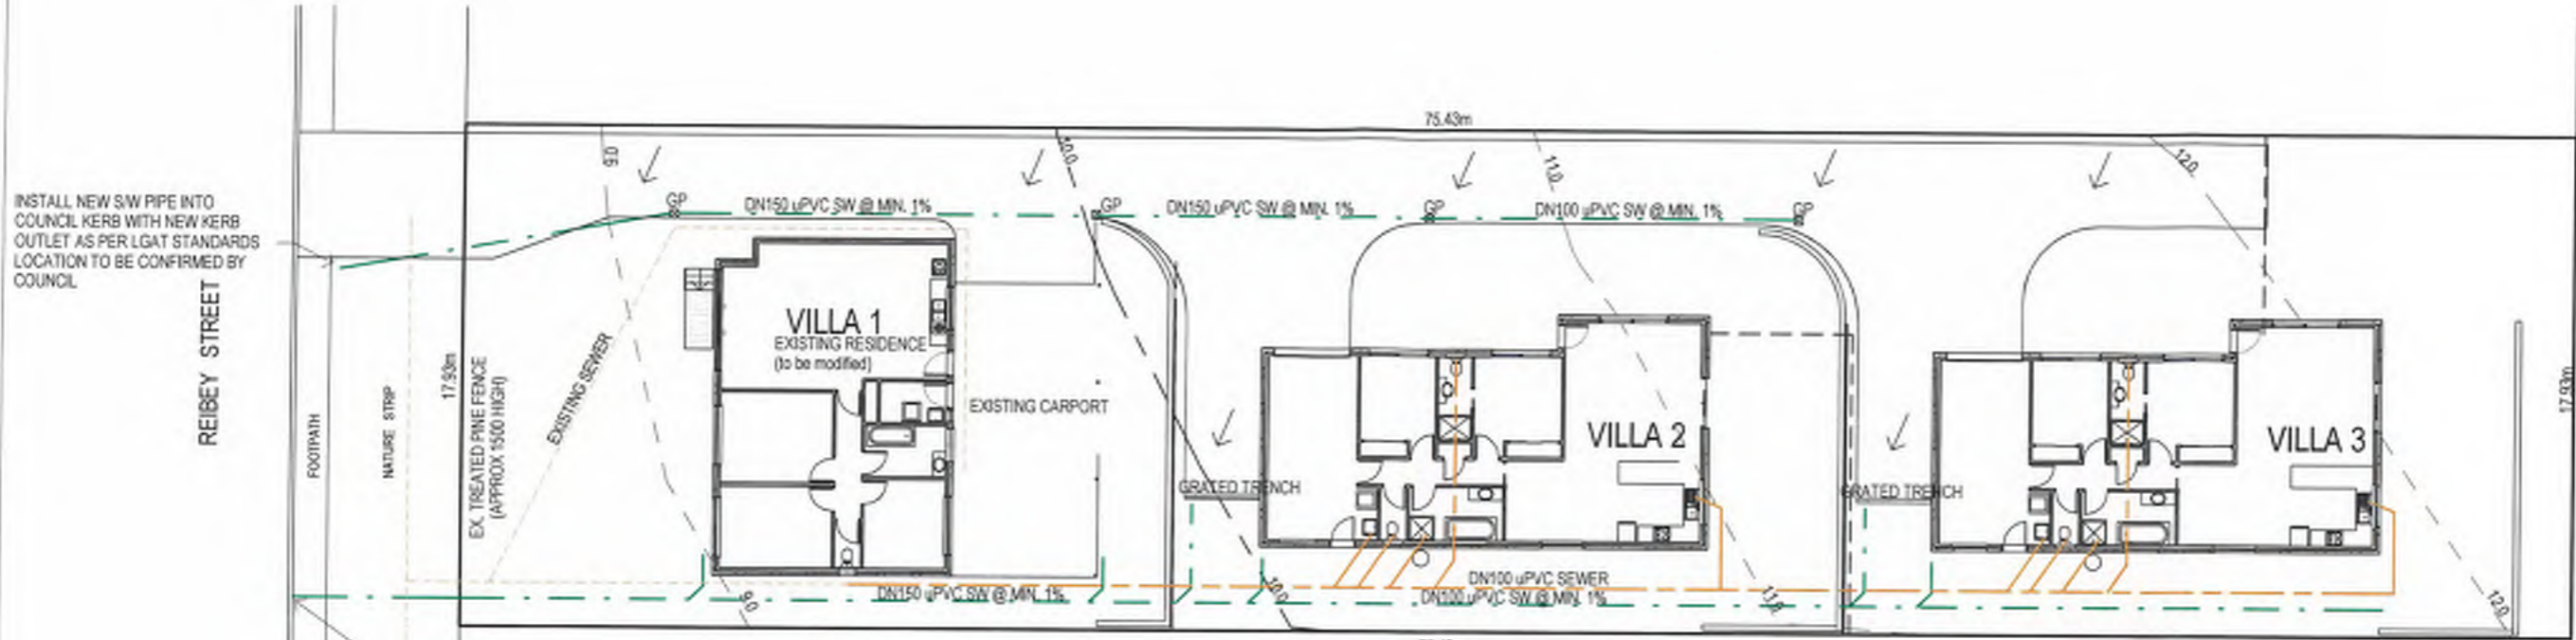 75.43m
INSTALL NEW S/W PIPE INTO
COUNCIL KERB WITH NEW KERB
OUTLET AS PER LGAT STANDARDS
LOCATION TO BE CONFIRMED BY
COUNCIL
REIBEY STREET
FOOTPATH
NATURE STRIP
17.93m
EX. TREATED PINE FENCE
(APPROX 1500 HIGH)
EXISTING SEWER
9.0
GP
DN150 uPVC SW @ MIN. 1%
10.0
GP
DN150 uPVC SW @ MIN. 1%
GP
11.0
DN100 uPVC SW @ MIN. 1%
GP
12.0
VILLA 1
EXISTING RESIDENCE
(to be modified)
EXISTING CARPORT
GRATED TRENCH
VILLA 2
GRATED TRENCH
VILLA 3
17.93m
DN100 uPVC SEWER
DN150 uPVC SW @ MIN. 1%
DN100 uPVC SW @ MIN. 1%
9.0
10.0
11.0
12.0